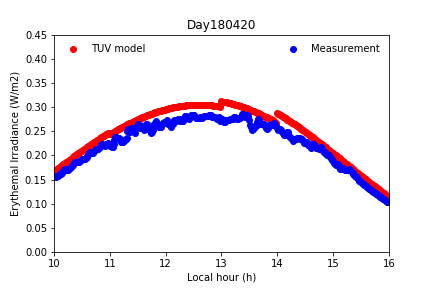 Day180420
TUV model
Measurement
Erythemal Irradiance (W/m2)
0.45
0.40
0.35
0.30
0.25
0.20
0.15
0.10
0.05
0.00
10 11 12 13 14 15 16
Local hour (h)